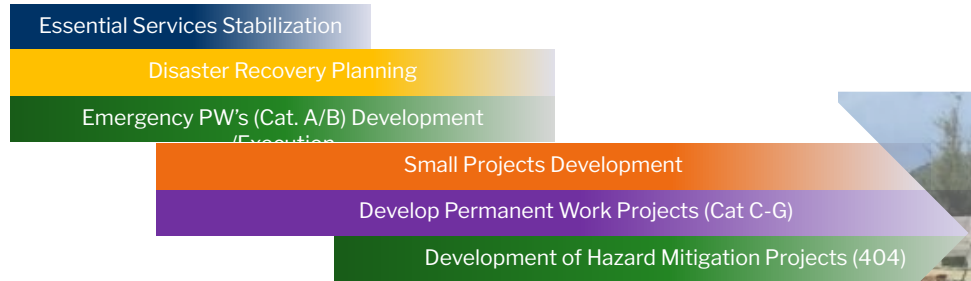 Essential Services Stabilization
Disaster Recovery Planning
Emergency PW's (Cat. A/B) Development
/Execution
Small Projects Development
Develop Permanent Work Projects (Cat C-G)
Development of Hazard Mitigation Projects (404)